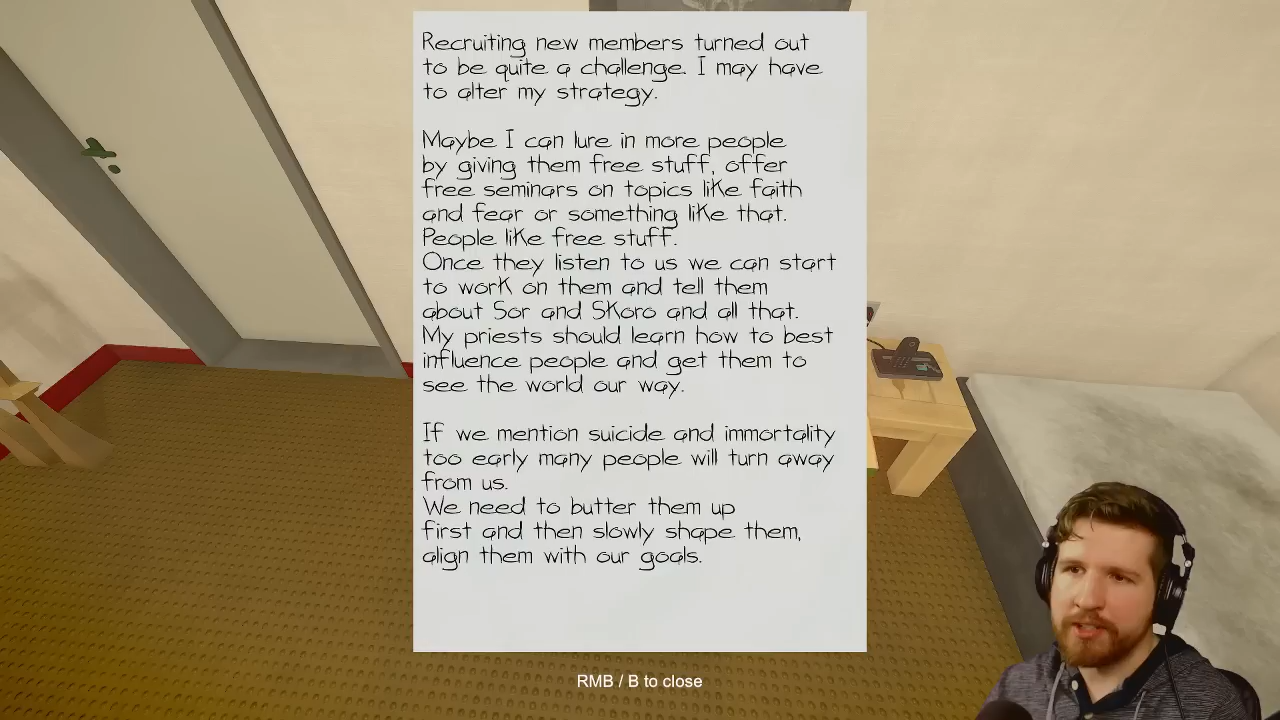 Recruiting new members turned out
to be quite a challenge. I may have
to alter my strategy.
Maybe I can lure in more people
by giving them free stuff, offer
free seminars on topics like faith
and fear or something like that.
People like free stuff.
Once they listen to us we can start
to work on them and tell them
about Sor and Skoro and all that.
My priests should learn how to best
influence people and get them to
see the world our way.
If we mention suicide and immortality
too early many people will turn away
from us.
We need to butter them up
first and then slowly shape them,
align them with our goals.
RMB / B to close